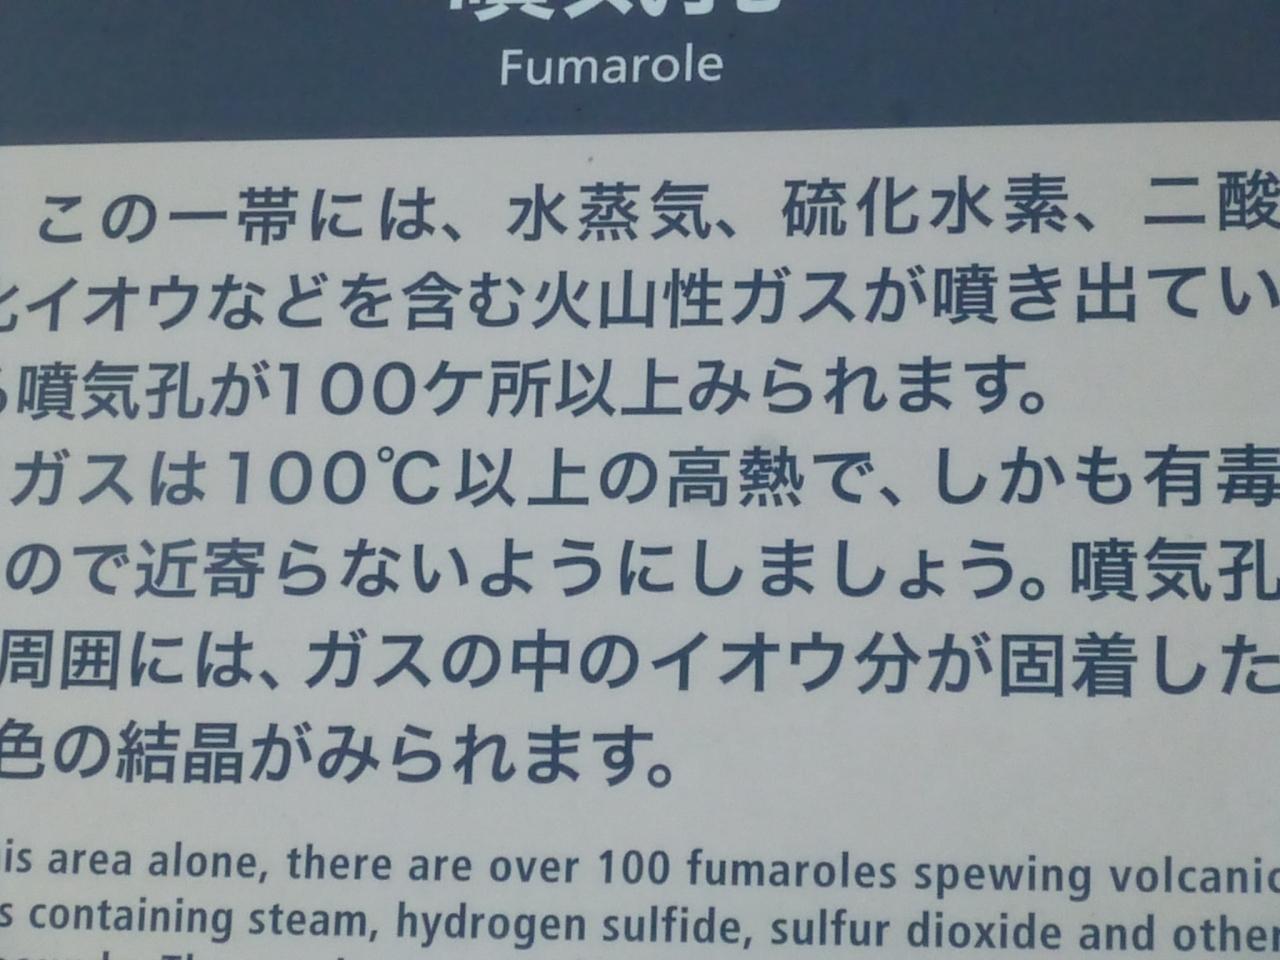 噴気孔
Fumarole
この一帯には、水蒸気、硫化水素、二酸
化イオウなどを含む火山性ガスが噴き出てい
る噴気孔が100ケ所以上みられます。
ガスは100℃以上の高熱で、しかも有毒
ので近寄らないようにしましょう。噴気孔
周囲には、ガスの中のイオウ分が固着した
色の結晶がみられます。
is area alone, there are over 100 fumaroles spewing volcanic
s containing steam, hydrogen sulfide, sulfur dioxide and other